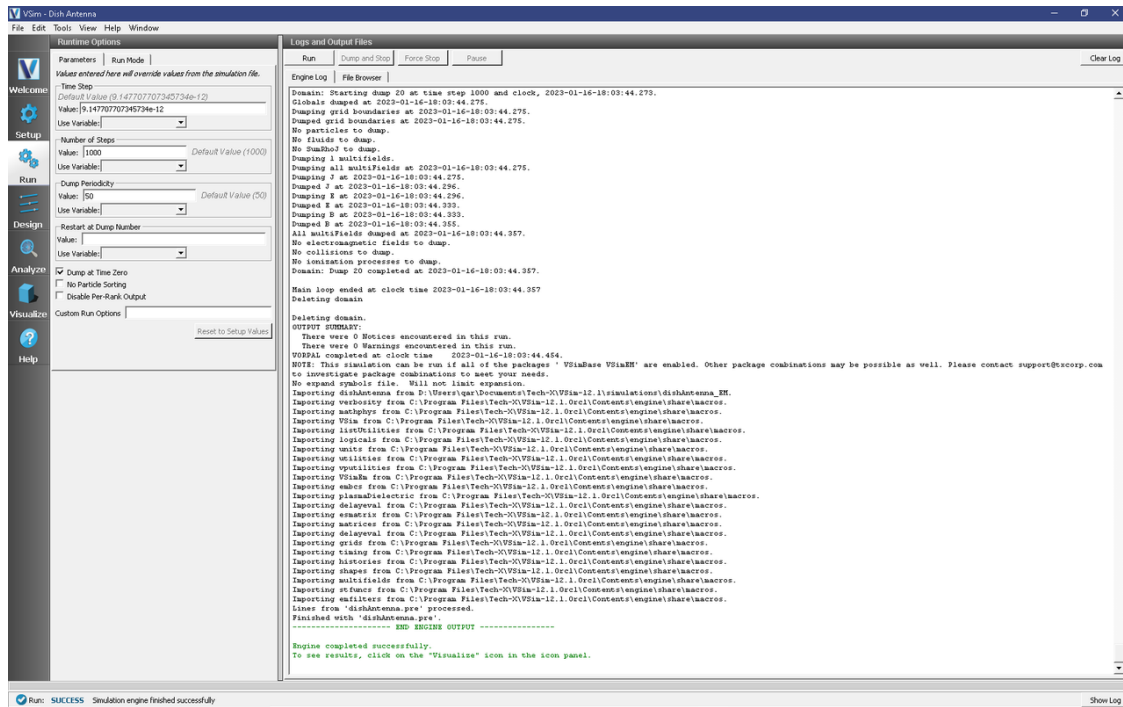 VSim - Dish Antenna
File Edit Tools View Help Window
Welcome
Setup
Run
Design
Analyze
Visualize
Help
Runtime Options
Parameters Run Mode
Values entered here will override values from the simulation file.
Time Step
Default Value (9.147707707345734e-12)
Value: 9.147707707345734e-12
Use Variable:
Number of Steps
Value: 1000 Default Value (1000)
Use Variable:
Dump Periodicity
Value: 50 Default Value (50)
Use Variable:
Restart at Dump Number
Value:
Use Variable:
Dump at Time Zero
No Particle Sorting
Disable Per-Rank Output
Custom Run Options
Reset to Setup Values
Logs and Output Files
Run Dump and Stop Force Stop Pause Clear Log
Engine Log File Browser
Domain: Starting dump 20 at time step 1000 and clock, 2023-01-16-18:03:44.273.
Globals dumped at 2023-01-16-18:03:44.275.
Dumping grid boundaries at 2023-01-16-18:03:44.275.
Dumped grid boundaries at 2023-01-16-18:03:44.275.
No particles to dump.
No fluids to dump.
No SumRhoJ to dump.
Dumping 1 multifields.
Dumping all multiFields at 2023-01-16-18:03:44.275.
Dumping J at 2023-01-16-18:03:44.275.
Dumped J at 2023-01-16-18:03:44.296.
Dumping E at 2023-01-16-18:03:44.296.
Dumped E at 2023-01-16-18:03:44.333.
Dumping B at 2023-01-16-18:03:44.333.
Dumped B at 2023-01-16-18:03:44.355.
All multiFields dumped at 2023-01-16-18:03:44.357.
No electromagnetic fields to dump.
No collisions to dump.
No ionization processes to dump.
Domain: Dump 20 completed at 2023-01-16-18:03:44.357.
Main loop ended at clock time 2023-01-16-18:03:44.357
Deleting domain
Deleting domain.
OUTPUT SUMMARY:
There were 0 Notices encountered in this run.
There were 0 Warnings encountered in this run.
VORPAL completed at clock time 2023-01-16-18:03:44.454.
NOTE: This simulation can be run if all of the packages ' VSimBase VSimEM' are enabled. Other package combinations may be possible as well. Please contact support@txcorp.com
to investigate package combinations to meet your needs.
No expand symbols file. Will not limit expansion.
Importing dishAntenna from D:\Users\qar\Documents\Tech-X\VSim-12.1\simulations\dishAntenna_EM.
Importing verbosity from C:\Program Files\Tech-X\VSim-12.1.0rc1\Contents\engine\share\macros.
Importing mathphys from C:\Program Files\Tech-X\VSim-12.1.0rc1\Contents\engine\share\macros.
Importing VSim from C:\Program Files\Tech-X\VSim-12.1.0rc1\Contents\engine\share\macros.
Importing listUtilities from C:\Program Files\Tech-X\VSim-12.1.0rc1\Contents\engine\share\macros.
Importing logicals from C:\Program Files\Tech-X\VSim-12.1.0rc1\Contents\engine\share\macros.
Importing units from C:\Program Files\Tech-X\VSim-12.1.0rc1\Contents\engine\share\macros.
Importing utilities from C:\Program Files\Tech-X\VSim-12.1.0rc1\Contents\engine\share\macros.
Importing vputilities from C:\Program Files\Tech-X\VSim-12.1.0rc1\Contents\engine\share\macros.
Importing VSimEm from C:\Program Files\Tech-X\VSim-12.1.0rc1\Contents\engine\share\macros.
Importing embcs from C:\Program Files\Tech-X\VSim-12.1.0rc1\Contents\engine\share\macros.
Importing plasmaDielectric from C:\Program Files\Tech-X\VSim-12.1.0rc1\Contents\engine\share\macros.
Importing delayeval from C:\Program Files\Tech-X\VSim-12.1.0rc1\Contents\engine\share\macros.
Importing esmatrix from C:\Program Files\Tech-X\VSim-12.1.0rc1\Contents\engine\share\macros.
Importing matrices from C:\Program Files\Tech-X\VSim-12.1.0rc1\Contents\engine\share\macros.
Importing delayeval from C:\Program Files\Tech-X\VSim-12.1.0rc1\Contents\engine\share\macros.
Importing grids from C:\Program Files\Tech-X\VSim-12.1.0rc1\Contents\engine\share\macros.
Importing timing from C:\Program Files\Tech-X\VSim-12.1.0rc1\Contents\engine\share\macros.
Importing histories from C:\Program Files\Tech-X\VSim-12.1.0rc1\Contents\engine\share\macros.
Importing shapes from C:\Program Files\Tech-X\VSim-12.1.0rc1\Contents\engine\share\macros.
Importing multifields from C:\Program Files\Tech-X\VSim-12.1.0rc1\Contents\engine\share\macros.
Importing stfuncs from C:\Program Files\Tech-X\VSim-12.1.0rc1\Contents\engine\share\macros.
Importing emfilters from C:\Program Files\Tech-X\VSim-12.1.0rc1\Contents\engine\share\macros.
Lines from 'dishAntenna.pre' processed.
Finished with 'dishAntenna.pre'.
-------------------- END ENGINE OUTPUT ----------------
Engine completed successfully.
To see results, click on the "Visualize" icon in the icon panel.
Run: SUCCESS Simulation engine finished successfully Show Log